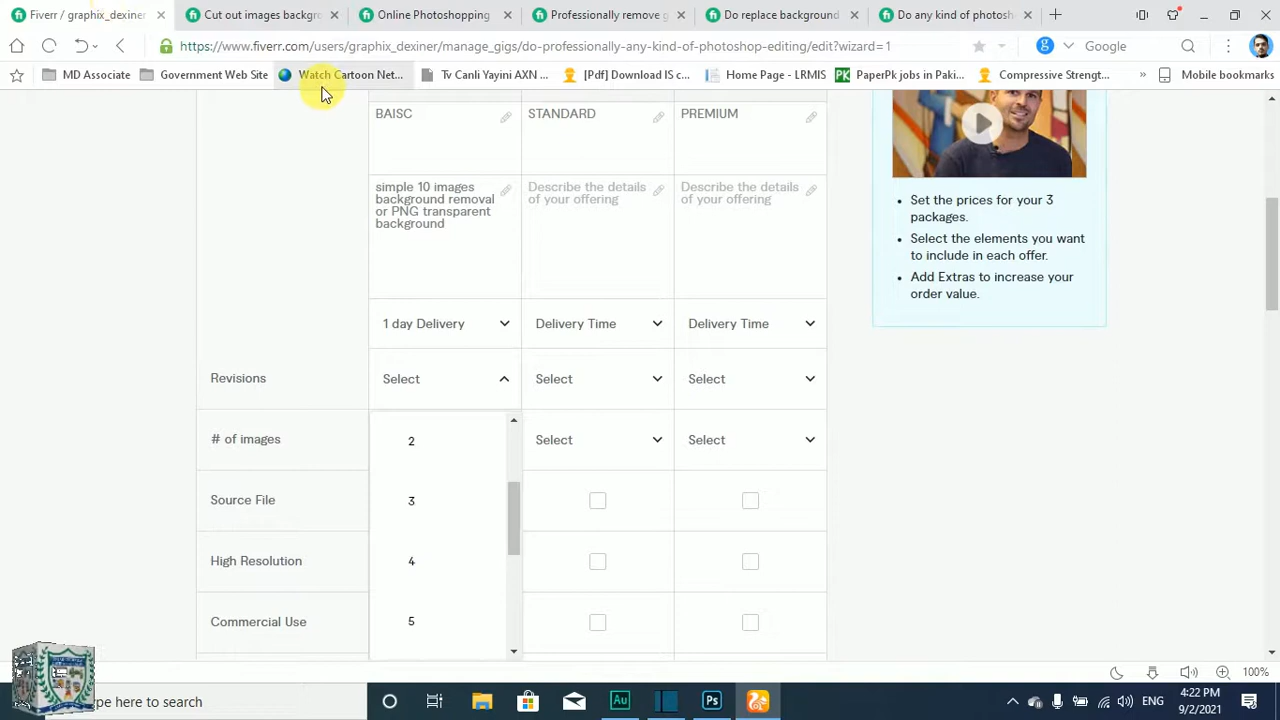 Fiverr / graphix_dexiner
Cut out images backgr
Online Photoshopping
Professionally remove g
Do replace background
Do any kind of photosh
https://www.fiverr.com/users/graphix_dexiner/manage_gigs/do-professionally-any-kind-of-photoshop-editing/edit?wizard=1
Google
MD Associate
Government Web Site
Watch Cartoon Net...
Tv Canli Yayini AXN ...
[Pdf] Download IS c...
Home Page - LRMIS
PK
PaperPk jobs in Paki...
Compressive Strengt...
>>
Mobile bookmarks
BAISC
STANDARD
PREMIUM
simple 10 images
background removal
or PNG transparent
background
Describe the details
of your offering
Describe the details
of your offering
Set the prices for your 3
packages.
Select the elements you want
to include in each offer.
Add Extras to increase your
order value.
1 day Delivery
Delivery Time
Delivery Time
Revisions
Select
Select
Select
# of images
2
Select
Select
Source File
3
High Resolution
4
Commercial Use
5
100%
pe here to search
Au
Ps
ENG
4:22 PM
9/2/2021